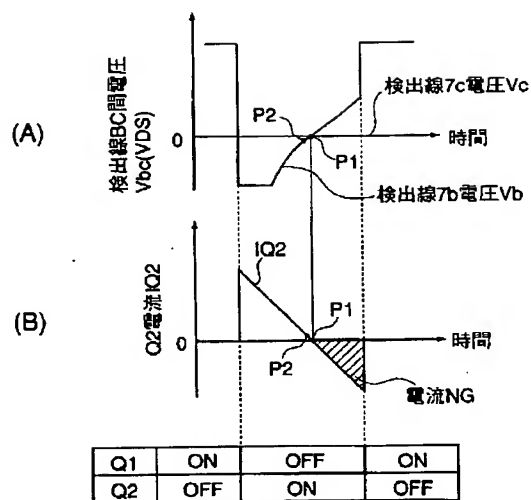 (A)
検出線BC間電圧
Vbc(VDS)
0
P2
P1
検出線7c電圧Vc
時間
検出線7b電圧Vb
(B)
Q2電流IQ2
IQ2
0
P1
P2
時間
電流NG
Q1 ON OFF ON
Q2 OFF ON OFF